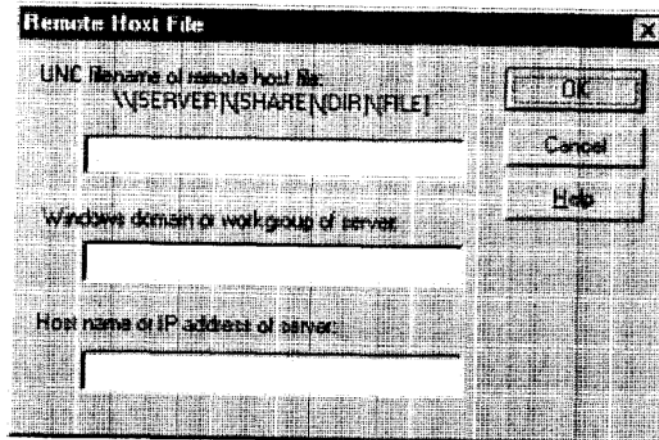 Remote Host File
UNC filename of remote host file:
\\[SERVER]\[SHARE]\[DIR]\[FILE]
OK
Cancel
Windows domain or workgroup of server:
Help
Host name or IP address of server: